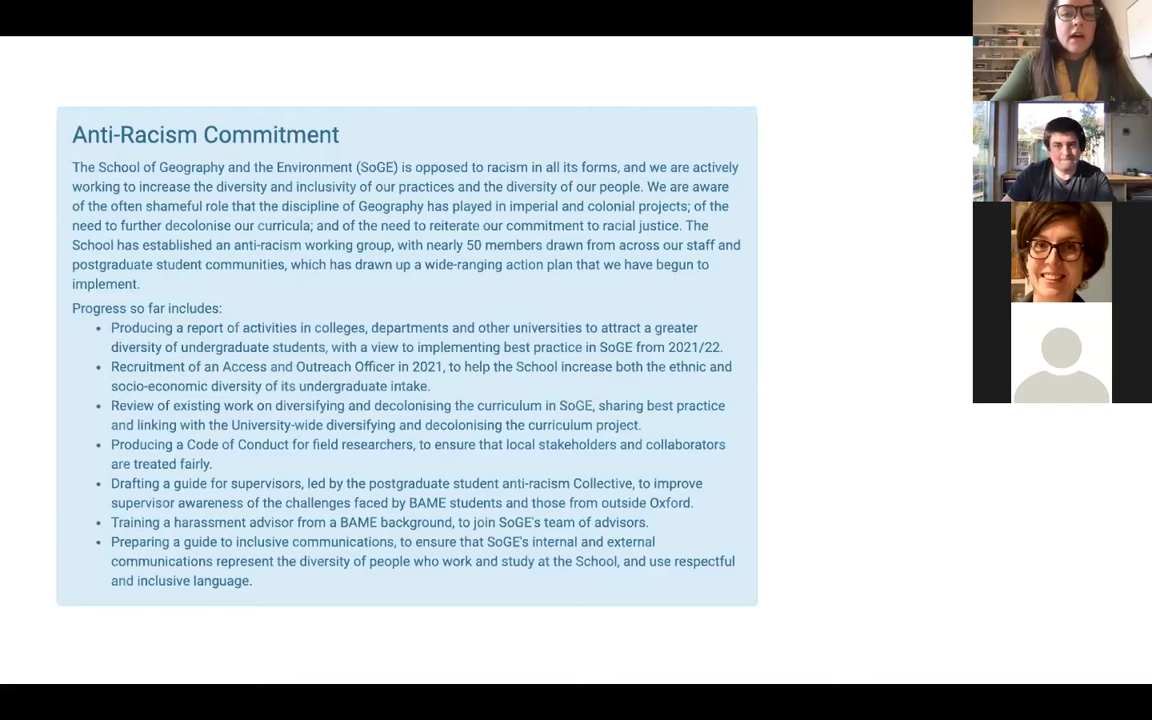 Anti-Racism Commitment
The School of Geography and the Environment (SoGE) is opposed to racism in all its forms, and we are actively
working to increase the diversity and inclusivity of our practices and the diversity of our people. We are aware
of the often shameful role that the discipline of Geography has played in imperial and colonial projects; of the
need to further decolonise our curricula; and of the need to reiterate our commitment to racial justice. The
School has established an anti-racism working group, with nearly 50 members drawn from across our staff and
postgraduate student communities, which has drawn up a wide-ranging action plan that we have begun to
implement.
Progress so far includes:
• Producing a report of activities in colleges, departments and other universities to attract a greater
diversity of undergraduate students, with a view to implementing best practice in SoGE from 2021/22.
• Recruitment of an Access and Outreach Officer in 2021, to help the School increase both the ethnic and
socio-economic diversity of its undergraduate intake.
• Review of existing work on diversifying and decolonising the curriculum in SoGE, sharing best practice
and linking with the University-wide diversifying and decolonising the curriculum project.
• Producing a Code of Conduct for field researchers, to ensure that local stakeholders and collaborators
are treated fairly.
• Drafting a guide for supervisors, led by the postgraduate student anti-racism Collective, to improve
supervisor awareness of the challenges faced by BAME students and those from outside Oxford.
• Training a harassment advisor from a BAME background, to join SoGE's team of advisors.
• Preparing a guide to inclusive communications, to ensure that SoGE's internal and external
communications represent the diversity of people who work and study at the School, and use respectful
and inclusive language.